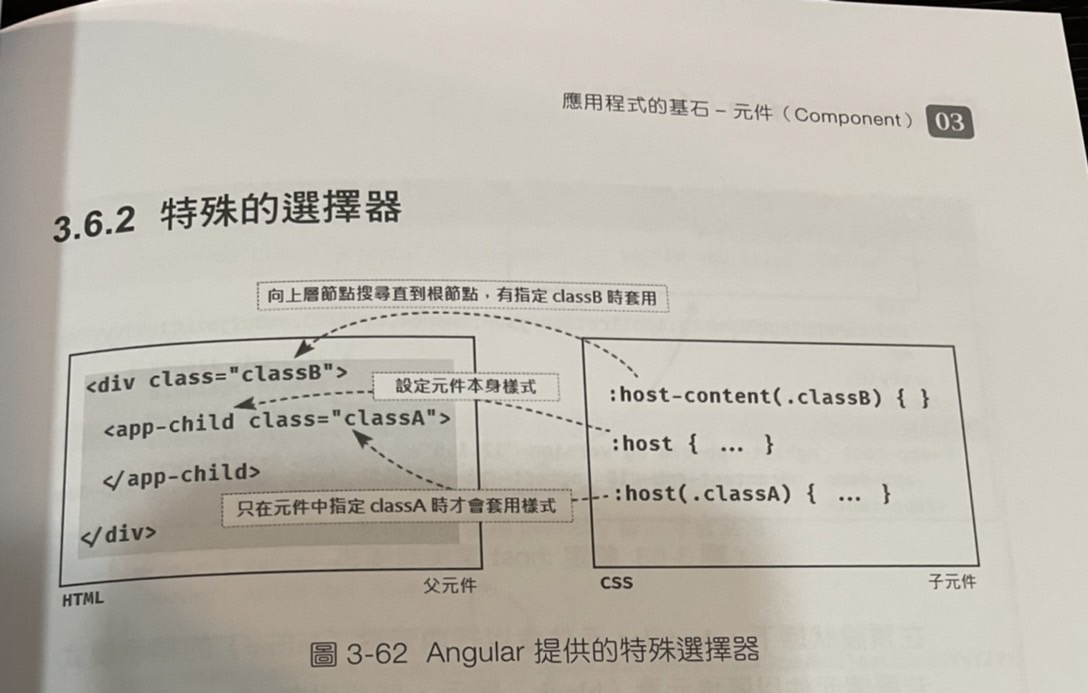 應用程式的基石 – 元件（Component） 03
3.6.2 特殊的選擇器
向上層節點搜尋直到根節點，有指定 classB 時套用
<div class="classB">
設定元件本身樣式
:host-content(.classB) { }
<app-child class="classA">
:host { … }
</app-child>
只在元件中指定 classA 時才會套用樣式
:host(.classA) { … }
</div>
HTML
父元件
CSS
子元件
圖 3-62 Angular 提供的特殊選擇器